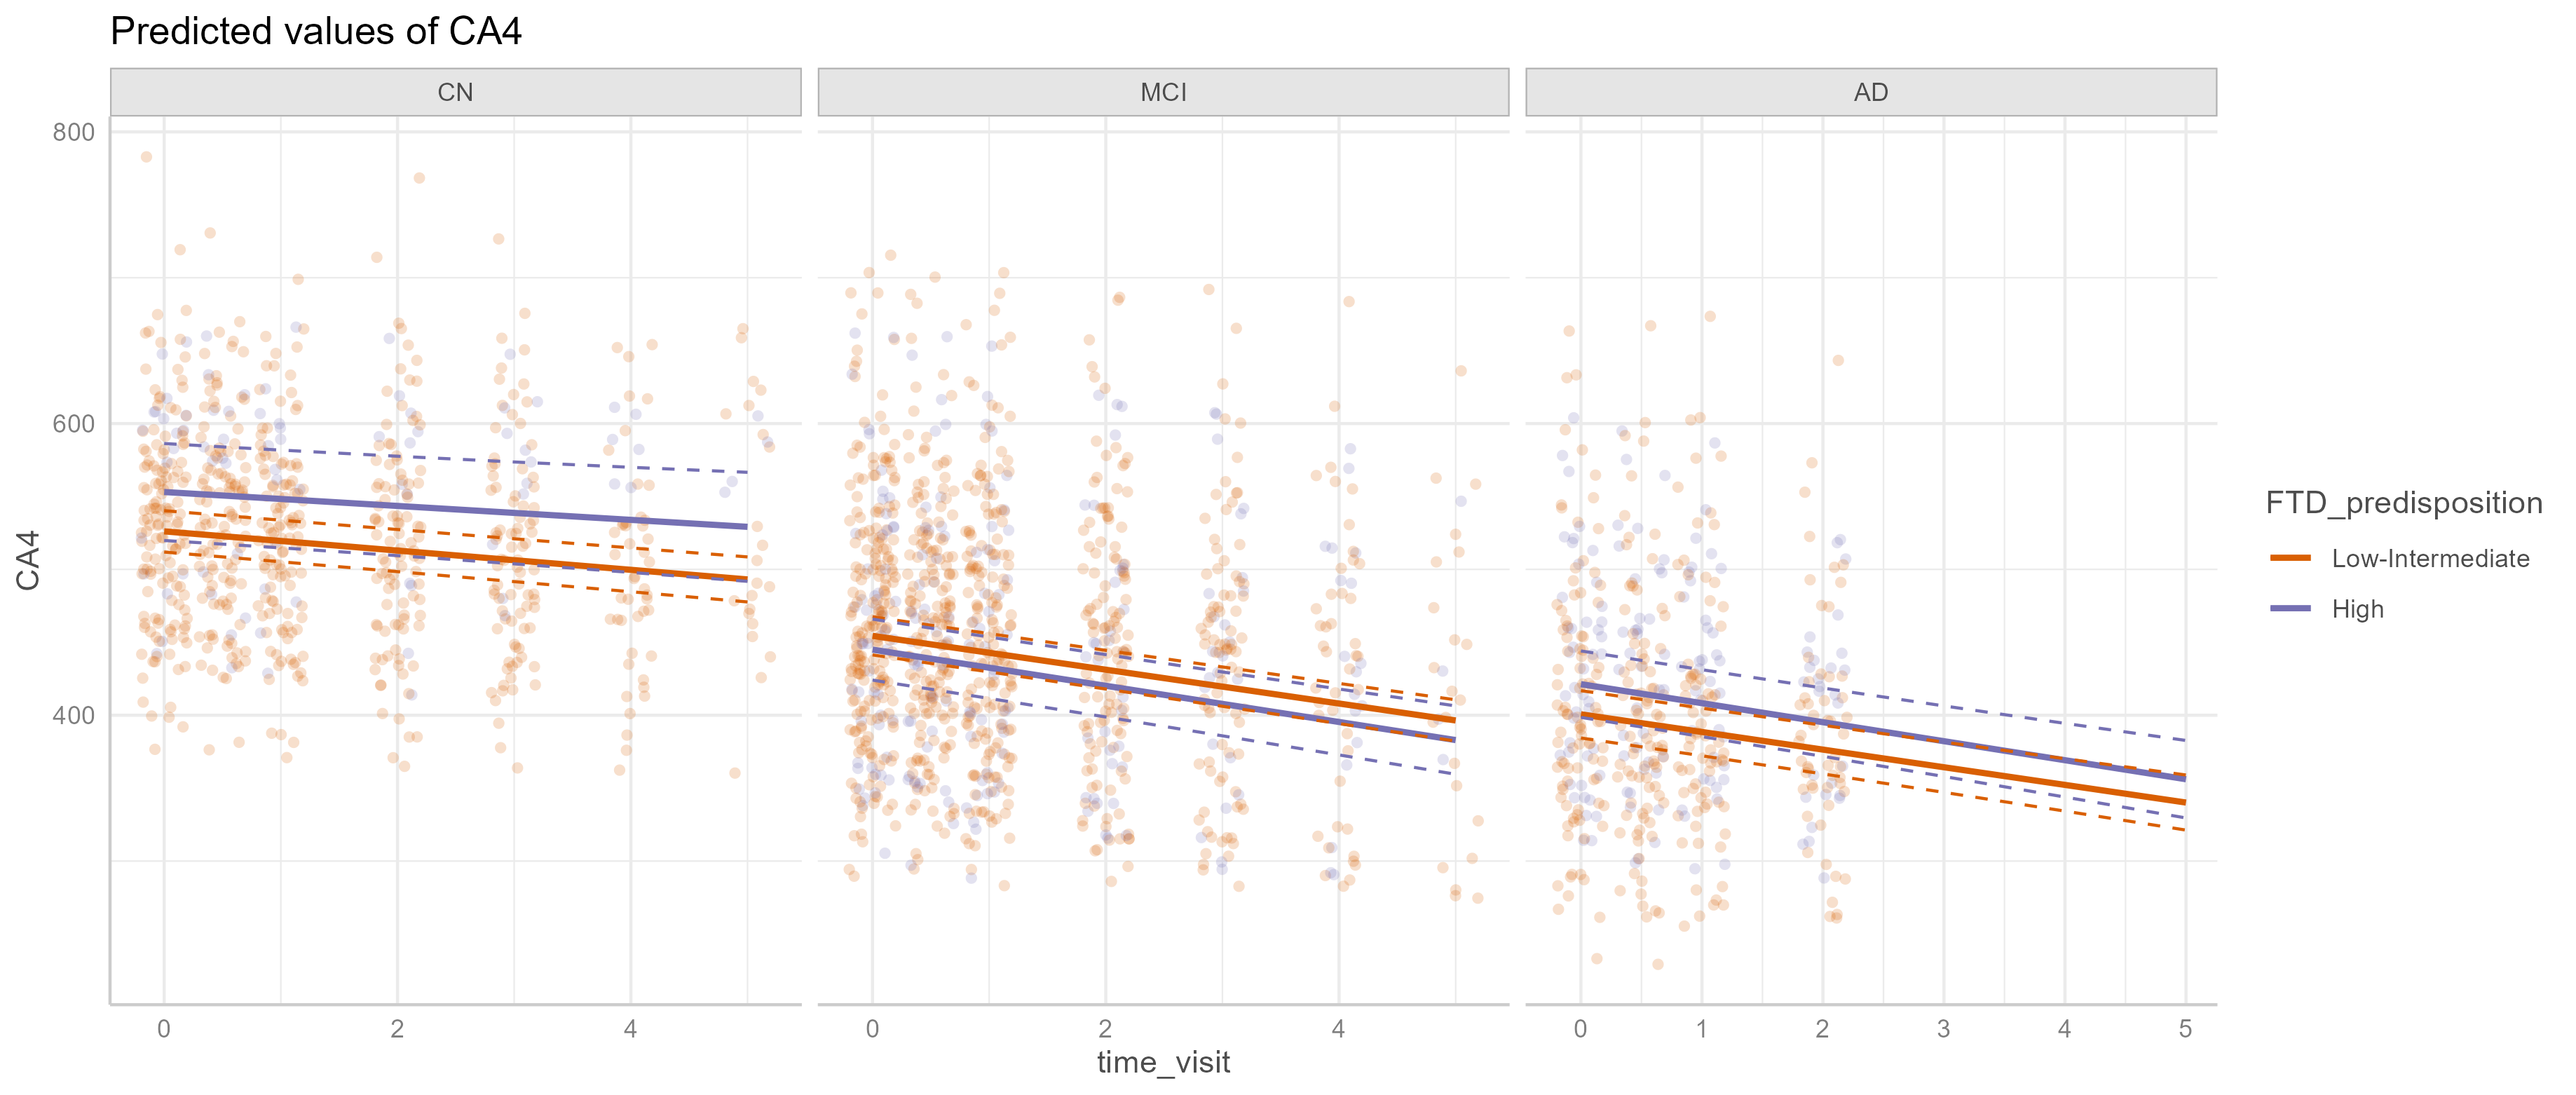 Predicted values of CA4
CN
MCI
AD
800
600
400
CA4
0 2 4
0 2 4
0 1 2 3 4 5
time_visit
FTD_predisposition
Low-Intermediate
High